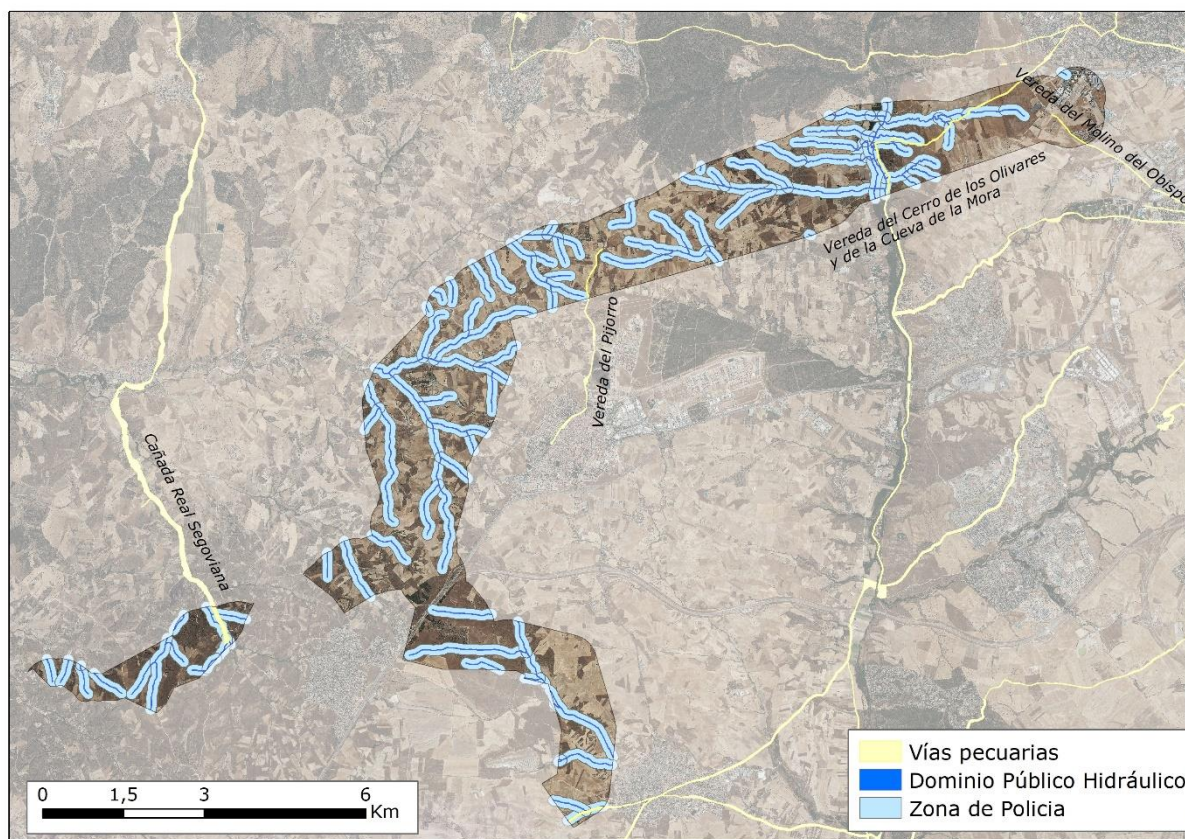 Vereda del Molino del Obispo
Vereda del Cerro de los Olivares
y de la Cueva de la Mora
Vereda del Pijorro
Cañada Real Segoviana
Vías pecuarias
Dominio Público Hidráulico
Zona de Policia
0 1,5 3 6
Km